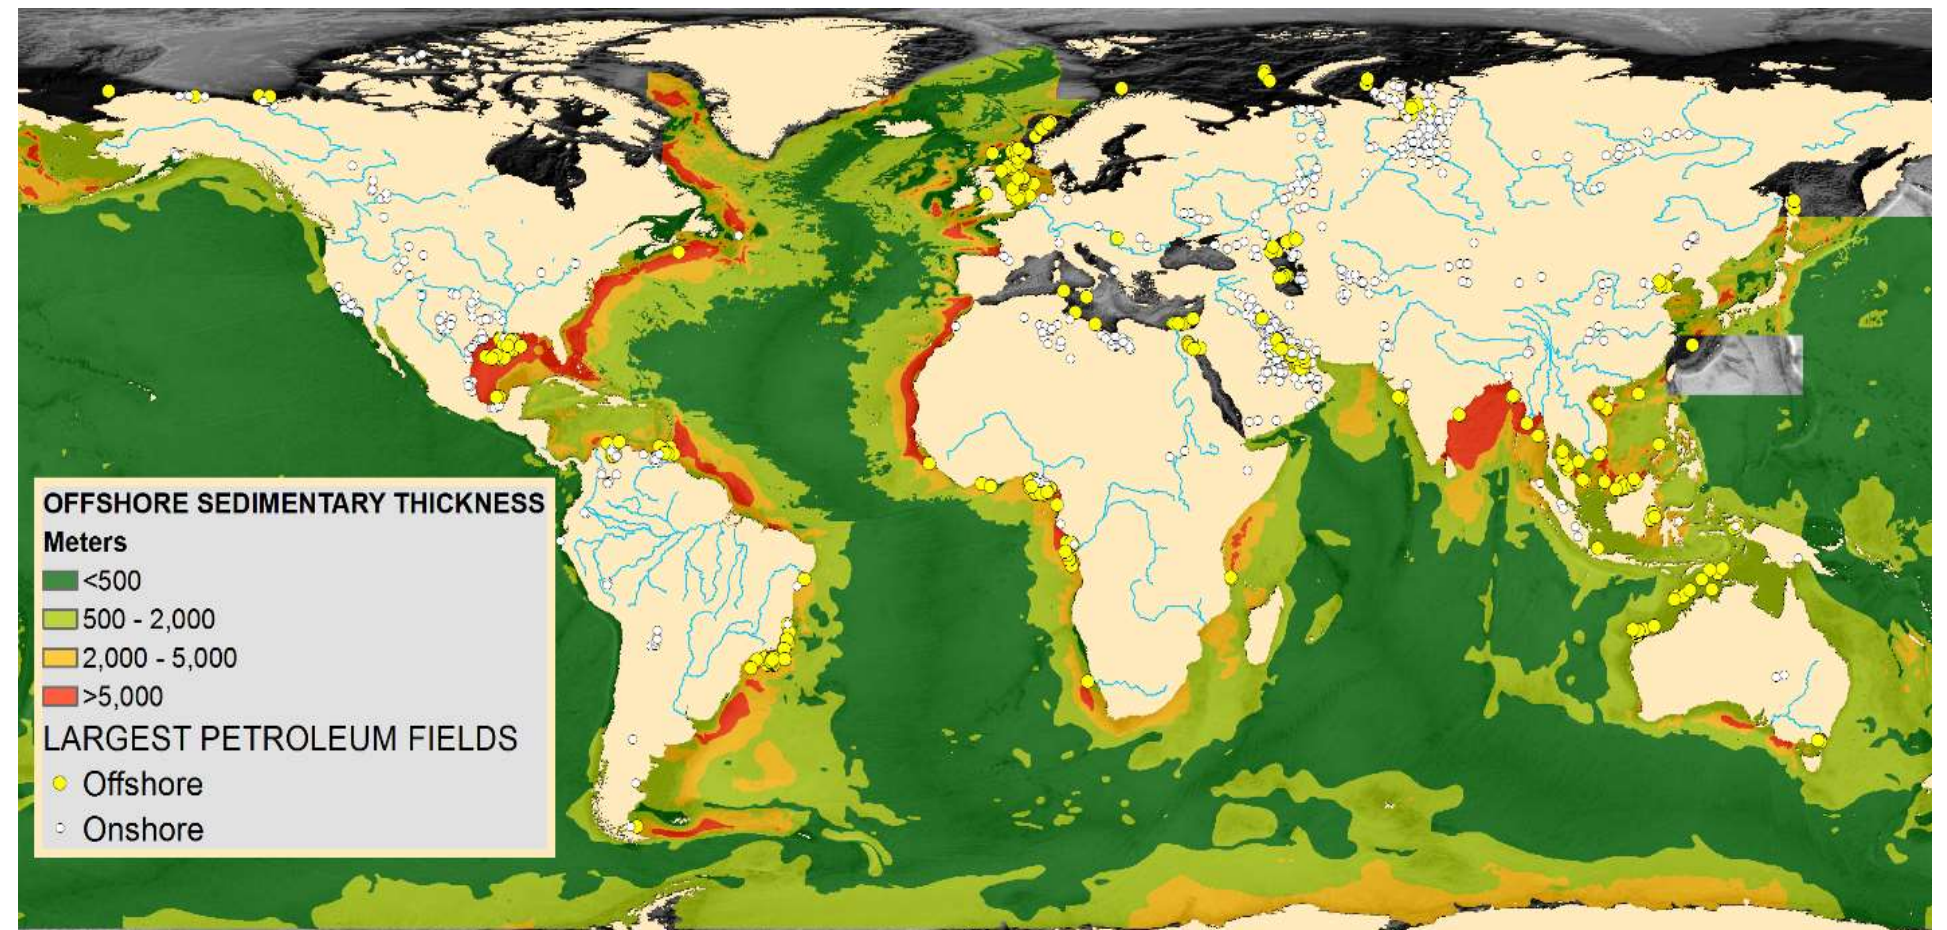 OFFSHORE SEDIMENTARY THICKNESS
Meters
<500
500 - 2,000
2,000 - 5,000
>5,000
LARGEST PETROLEUM FIELDS
Offshore
Onshore